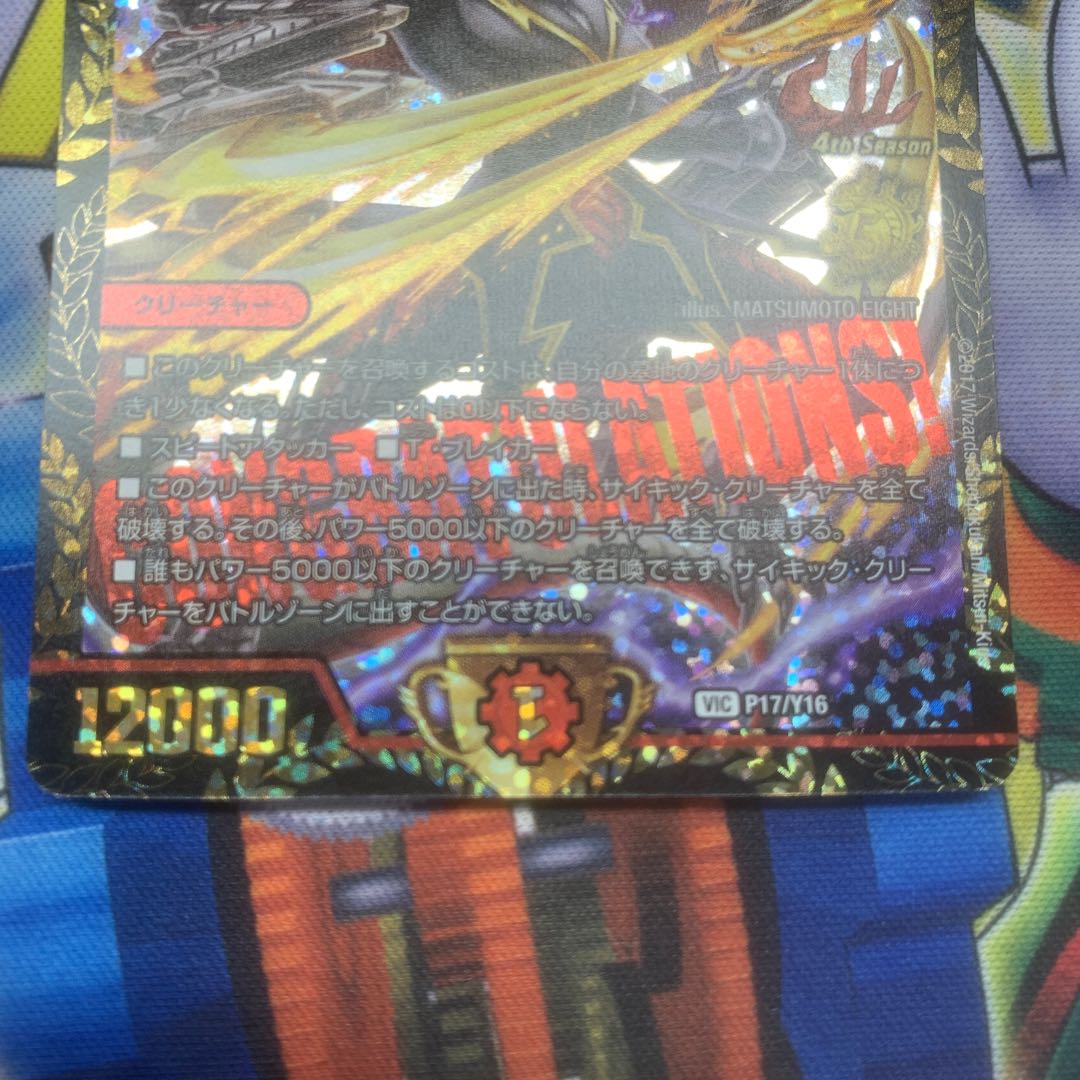 4th Season
クリーチャー
illus. MATSUMOTO EIGHT
■このクリーチャーを召喚するコストは、自分の墓地のクリーチャー1体につ
き1少なくなる。ただし、コストは0以下にならない。
■スピードアタッカー ■T・ブレイカー
■このクリーチャーがバトルゾーンに出た時、サイキック・クリーチャーを全て
破壊する。その後、パワー5000以下のクリーチャーを全て破壊する。
■誰もパワー5000以下のクリーチャーを召喚できず、サイキック・クリー
チャーをバトルゾーンに出すことができない。
CONGRATULATIONS!
©2017 Wizards/Shogakukan/Mitsui-Kids
12000
VIC P17/Y16